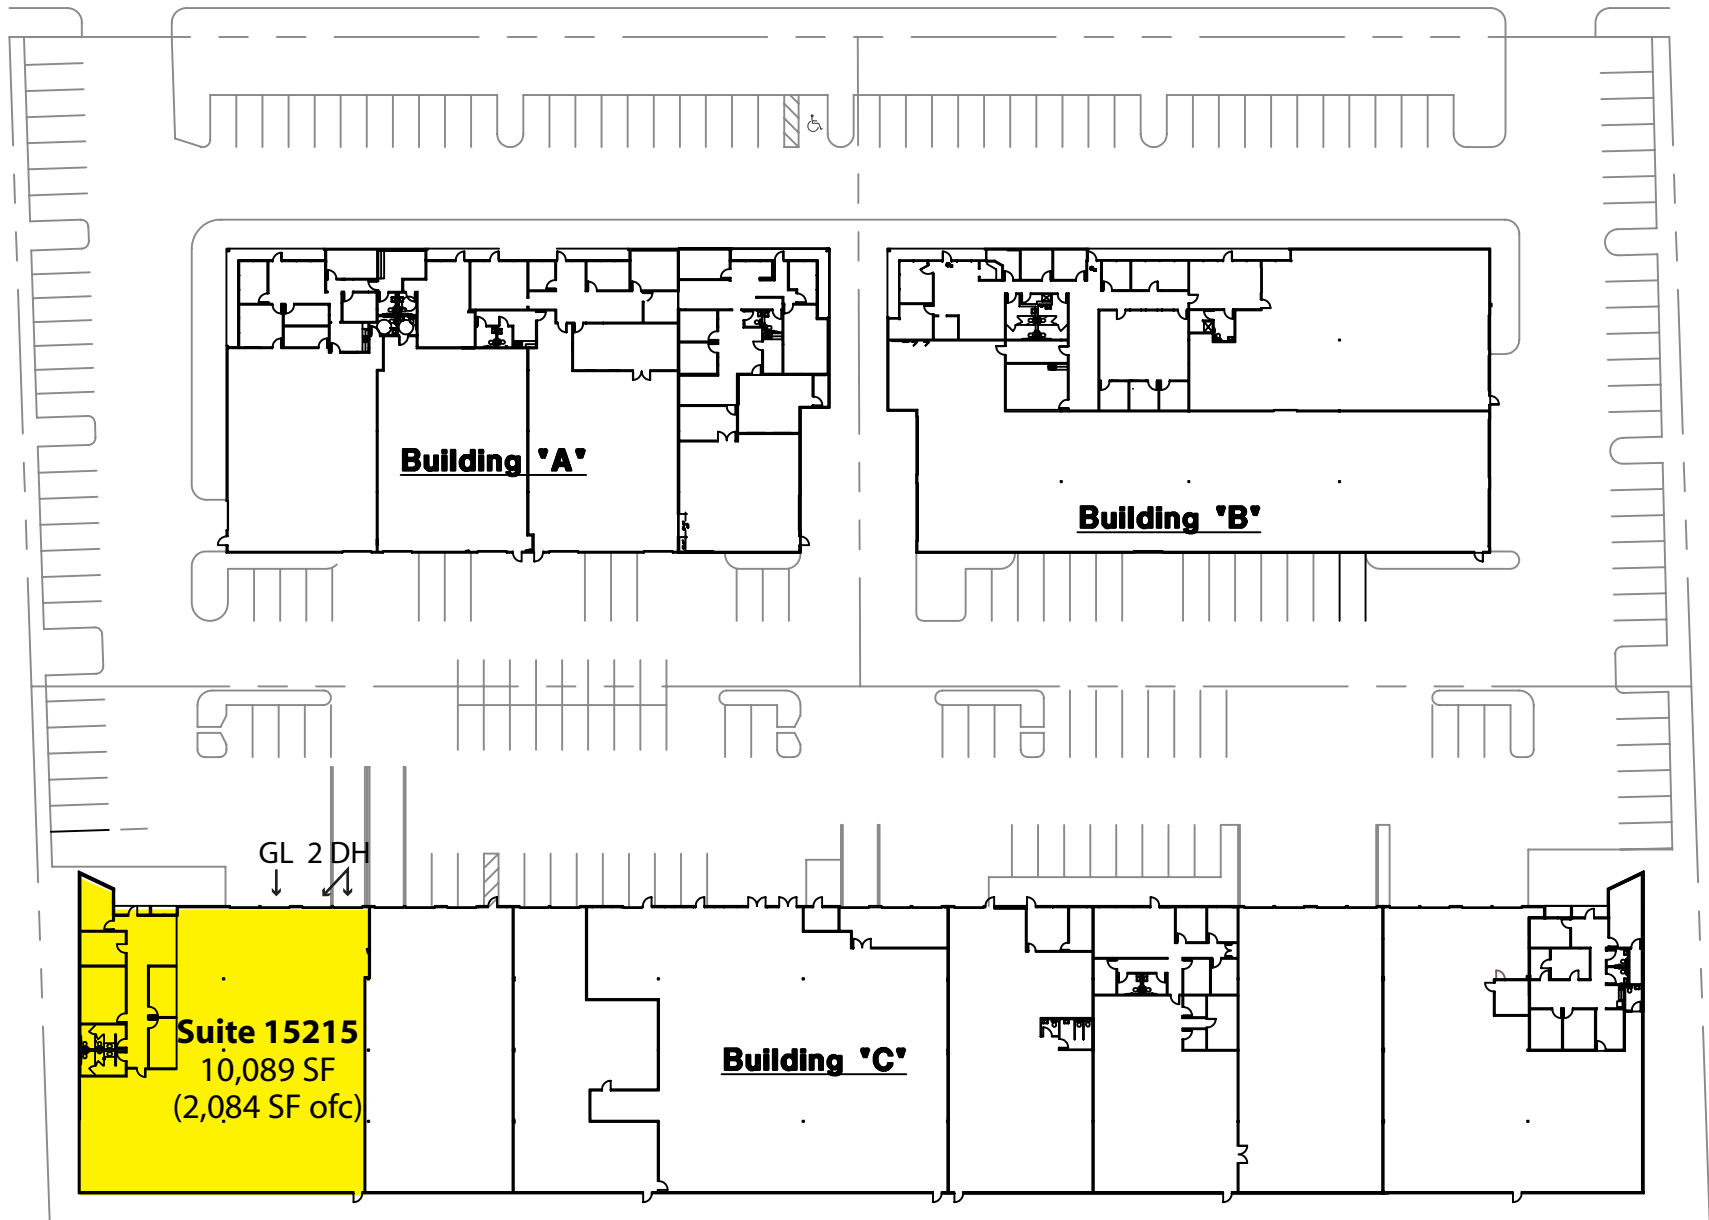 Building "A"
Building "B"
GL 2 DH
Suite 15215
10,089 SF
(2,084 SF ofc)
Building "C"